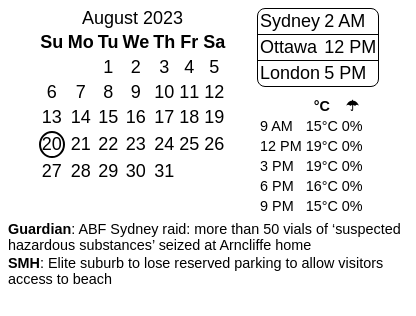 August 2023
Su Mo Tu We Th Fr Sa
1 2 3 4 5
6 7 8 9 10 11 12
13 14 15 16 17 18 19
20 21 22 23 24 25 26
27 28 29 30 31
Sydney 2 AM
Ottawa 12 PM
London 5 PM
°C ☂
9 AM 15°C 0%
12 PM 19°C 0%
3 PM 19°C 0%
6 PM 16°C 0%
9 PM 15°C 0%
Guardian: ABF Sydney raid: more than 50 vials of ‘suspected
hazardous substances’ seized at Arncliffe home
SMH: Elite suburb to lose reserved parking to allow visitors
access to beach